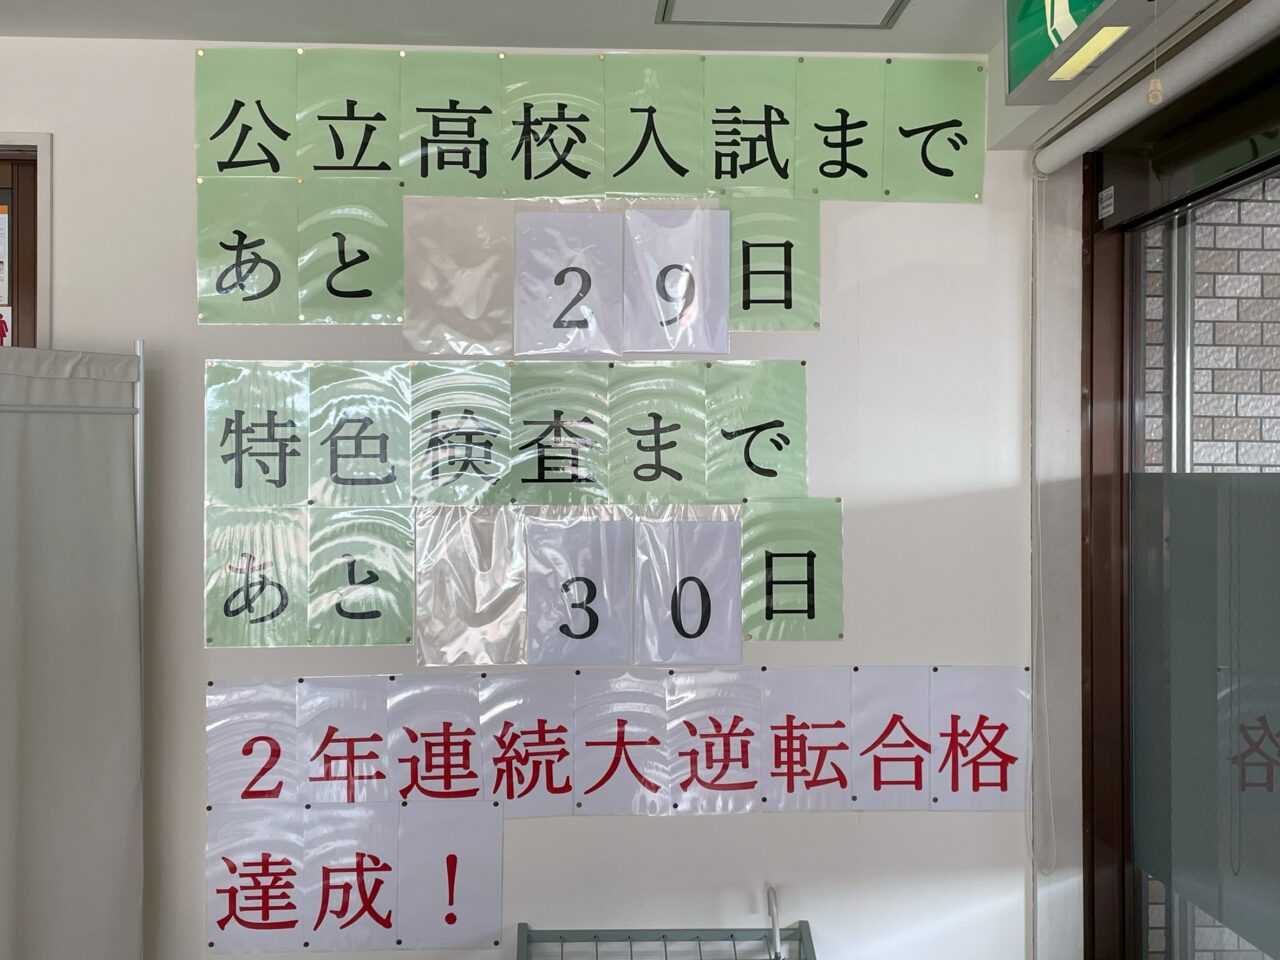 公立高校入試まで
あと29日
特色検査まで
あと30日
2年連続大逆転合格
達成！
格